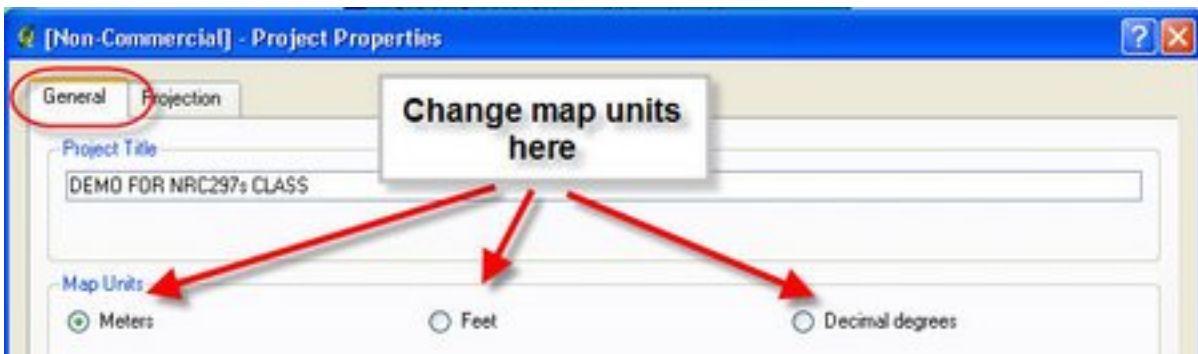 [Non-Commercial] - Project Properties
General
Projection
Change map units
here
Project Title
DEMO FOR NRC297s CLASS
Map Units
Meters
Feet
Decimal degrees